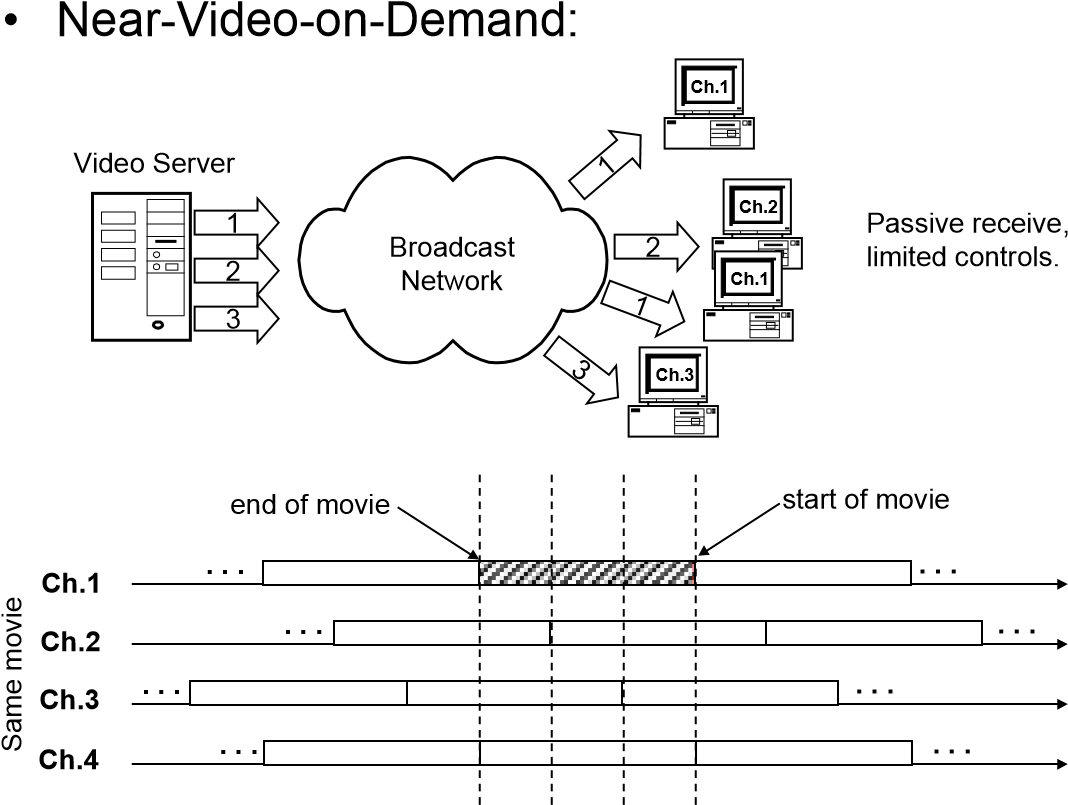 • Near-Video-on-Demand:
Ch.1
Video Server
1
1
Ch.2
Passive receive,
limited controls.
Broadcast
Network
2
2
1
Ch.1
3
3
Ch.3
end of movie
start of movie
Same movie
. . .
Ch.1
. . .
. . .
Ch.2
. . .
. . .
Ch.3
. . .
. . .
Ch.4
. . .